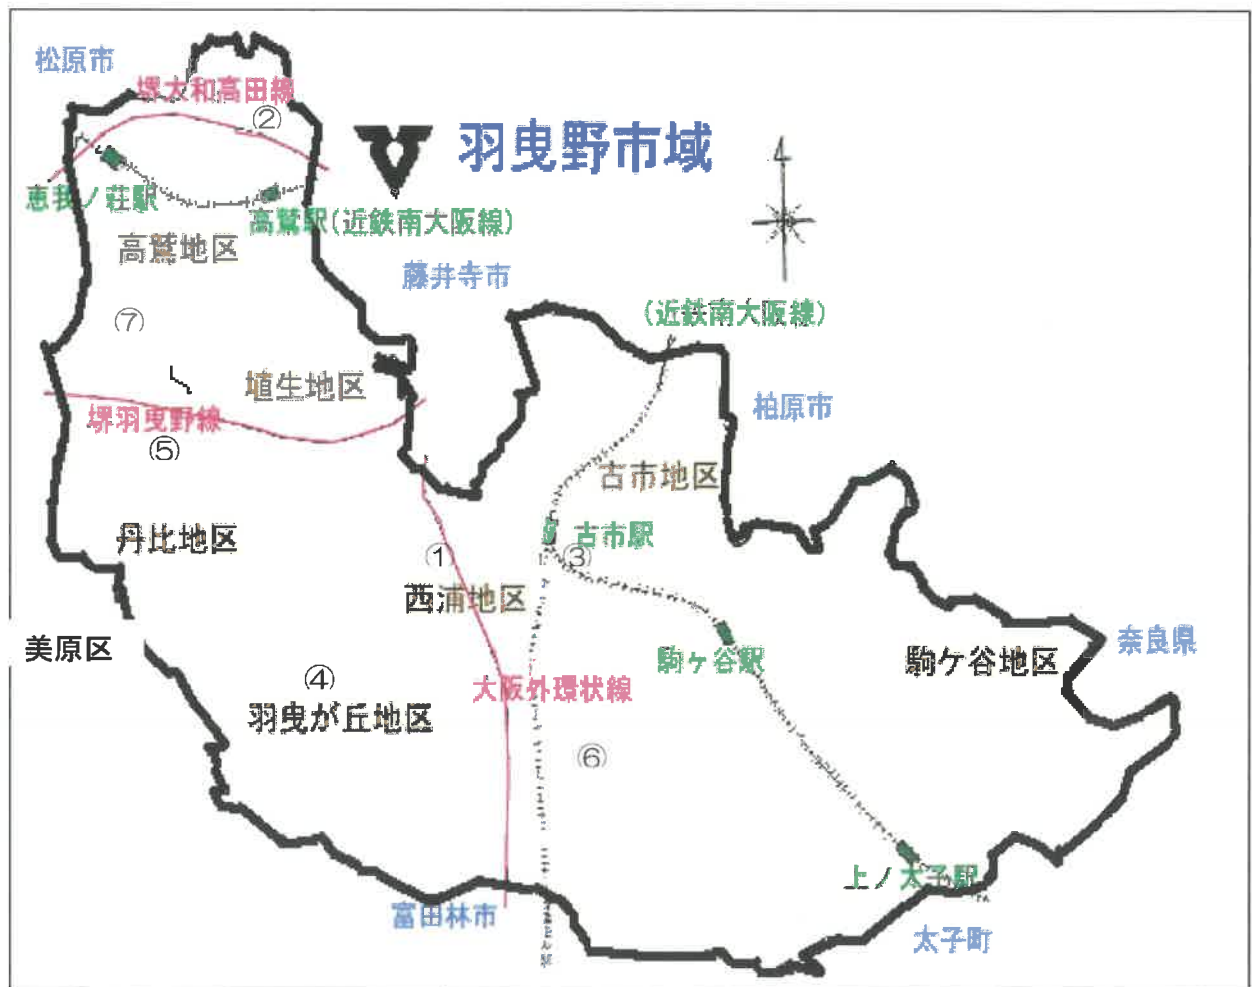 松原市
堺大和高田線
②
羽曳野市域
恵我ノ荘駅
高鷲駅(近鉄南大阪線)
高鷲地区
藤井寺市
(近鉄南大阪線)
⑦
埴生地区
柏原市
堺羽曳野線
⑤
古市地区
丹比地区
古市駅
①
③
西浦地区
美原区
奈良県
駒ヶ谷駅
駒ケ谷地区
④
大阪外環状線
羽曳が丘地区
⑥
上ノ太子駅
富田林市
太子町